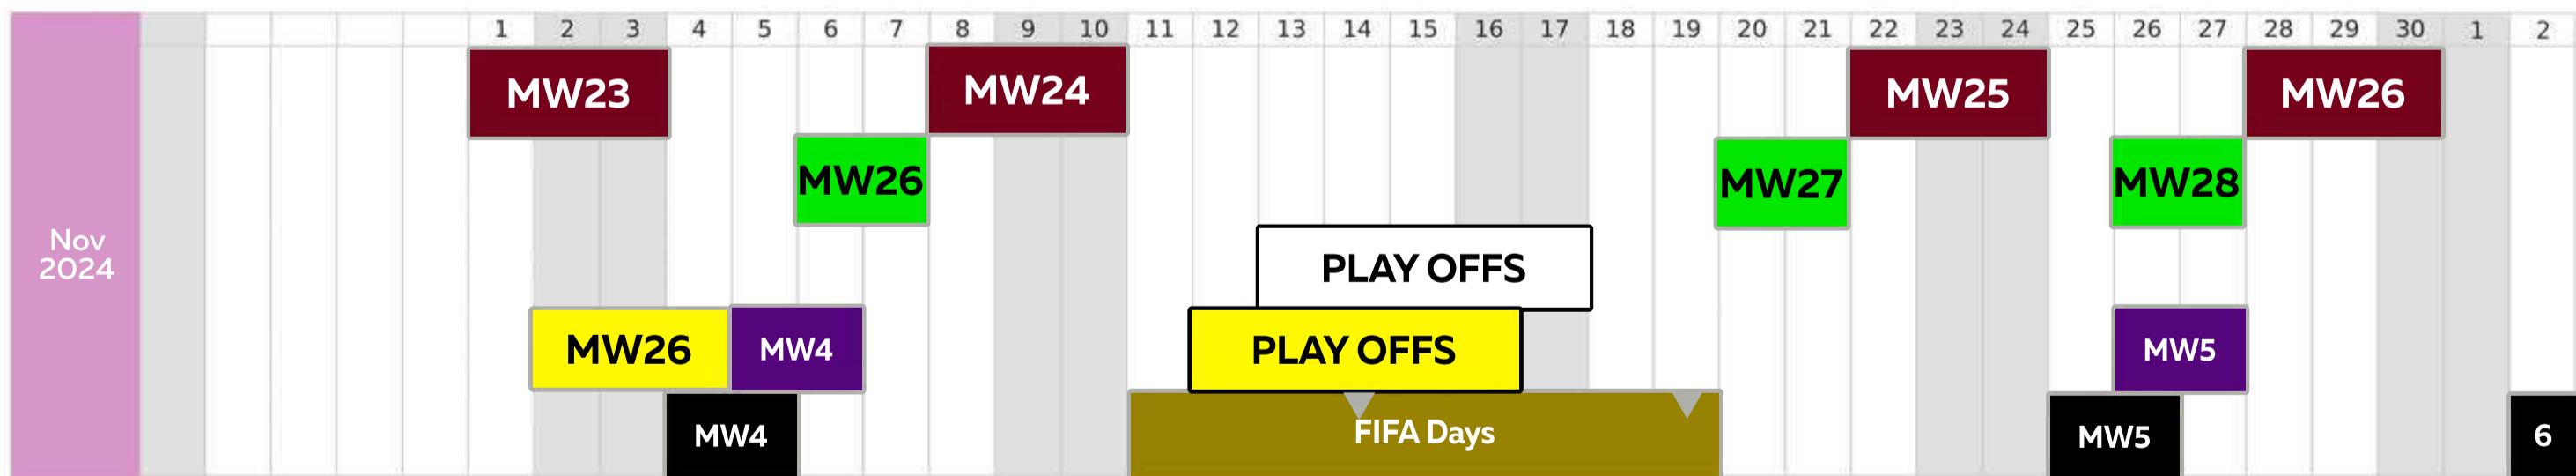 1 2 3 4 5 6 7 8 9 10 11 12 13 14 15 16 17 18 19 20 21 22 23 24 25 26 27 28 29 30 1 2
MW23 MW24 MW25 MW26
MW26 MW27 MW28
Nov
2024
PLAY OFFS
MW26 MW4 PLAY OFFS MW5
MW4 FIFA Days MW5 6